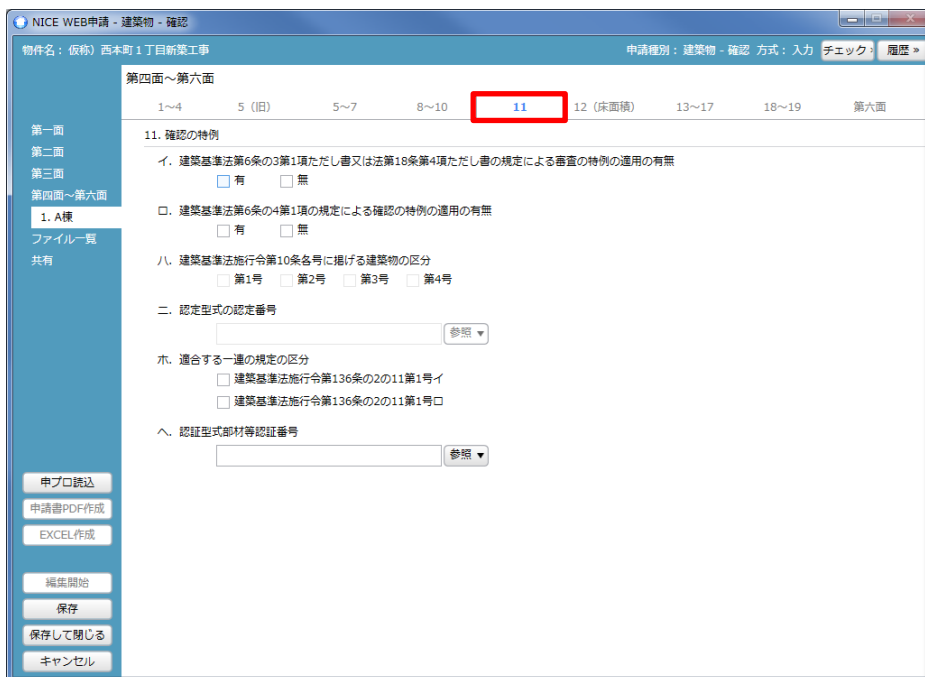 NICE WEB申請 - 建築物 - 確認
物件名：仮称）西本町１丁目新築工事 申請種別：建築物 - 確認 方式：入力 チェック » 履歴 »
第四面～第六面
1～4 5（旧） 5～7 8～10 11 12（床面積） 13～17 18～19 第六面
第一面
第二面
第三面
第四面～第六面
1. A棟
ファイル一覧
共有
11. 確認の特例
イ．建築基準法第6条の3第1項ただし書又は法第18条第4項ただし書の規定による審査の特例の適用の有無
有 無
ロ．建築基準法第6条の4第1項の規定による確認の特例の適用の有無
有 無
ハ．建築基準法施行令第10条各号に掲げる建築物の区分
第1号 第2号 第3号 第4号
ニ．認定型式の認定番号
参照 ▼
ホ．適合する一連の規定の区分
建築基準法施行令第136条の2の11第1号イ
建築基準法施行令第136条の2の11第1号ロ
ヘ．認証型式部材等認証番号
参照 ▼
申プロ読込
申請書PDF作成
EXCEL作成
編集開始
保存
保存して閉じる
キャンセル